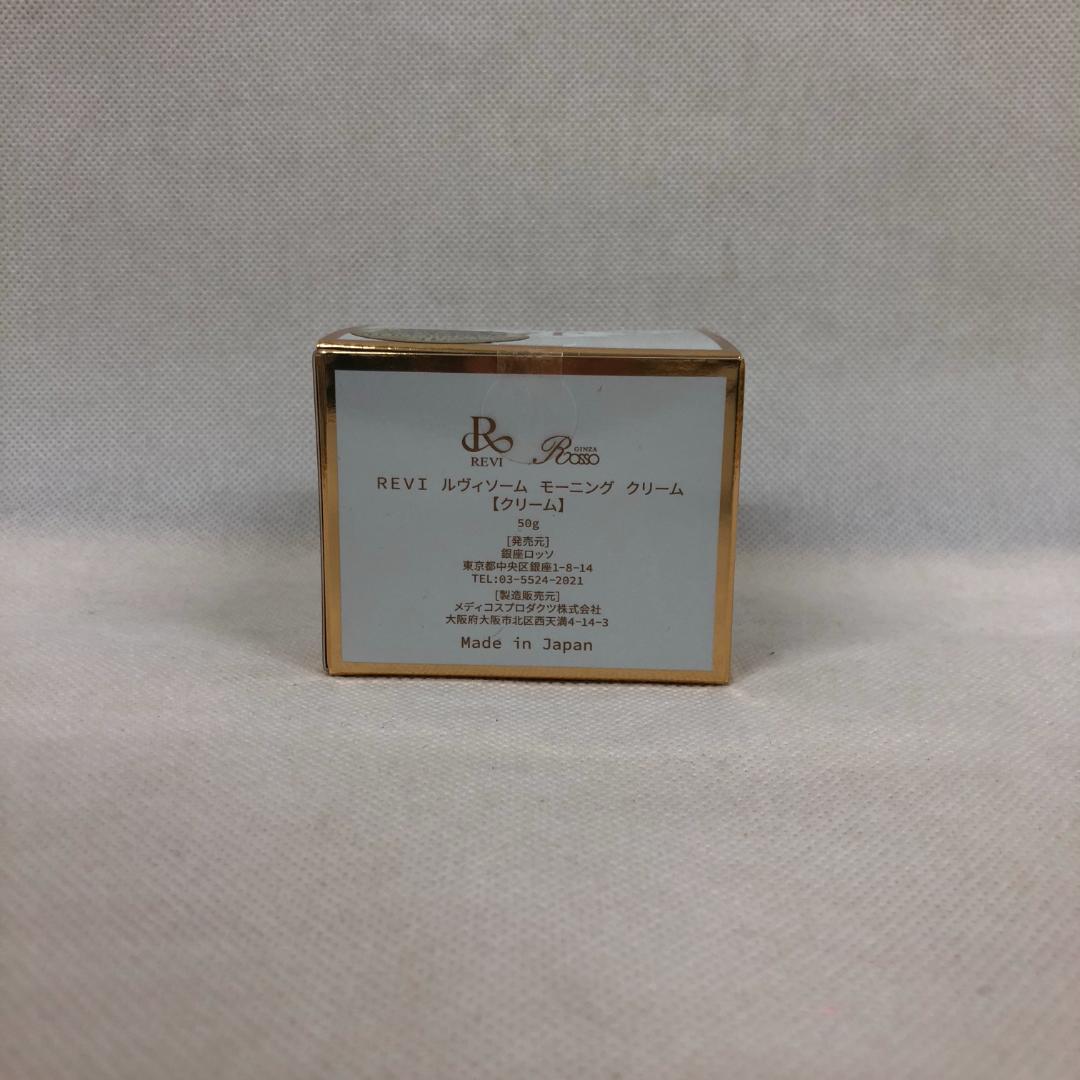 R
REVI
GINZA
Rosso
REVI ルヴィソーム モーニング クリーム
【クリーム】
50g
[発売元]
銀座ロッソ
東京都中央区銀座1-8-14
TEL:03-5524-2021
[製造販売元]
メディコスプロダクツ株式会社
大阪府大阪市北区西天満4-14-3
Made in Japan